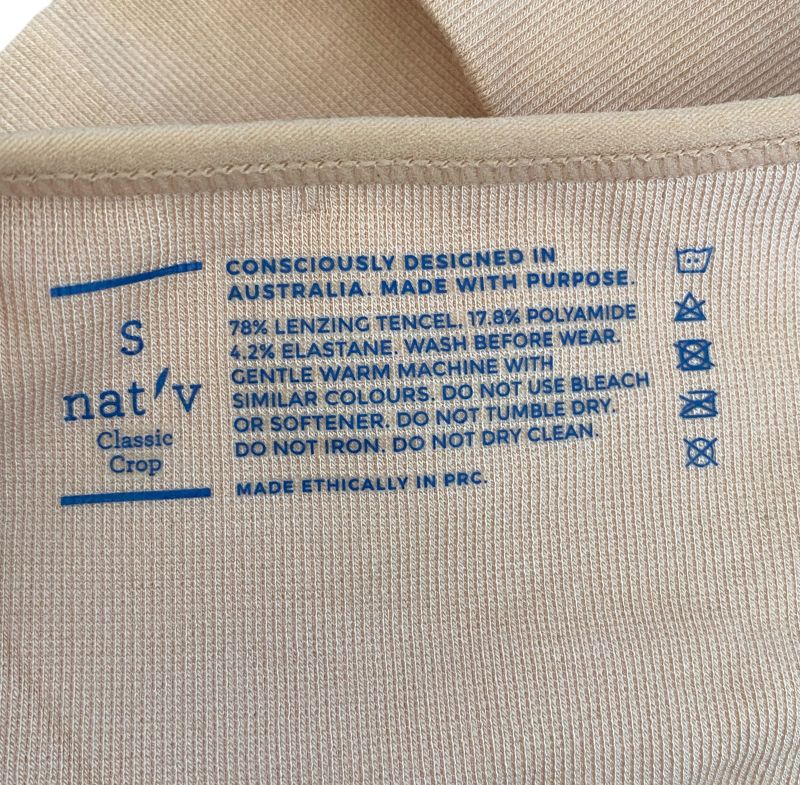 S
nat'v
Classic
Crop
CONSCIOUSLY DESIGNED IN
AUSTRALIA. MADE WITH PURPOSE.
78% LENZING TENCEL, 17.8% POLYAMIDE
4.2% ELASTANE. WASH BEFORE WEAR.
GENTLE WARM MACHINE WITH
SIMILAR COLOURS. DO NOT USE BLEACH
OR SOFTENER. DO NOT TUMBLE DRY.
DO NOT IRON. DO NOT DRY CLEAN.
MADE ETHICALLY IN PRC.